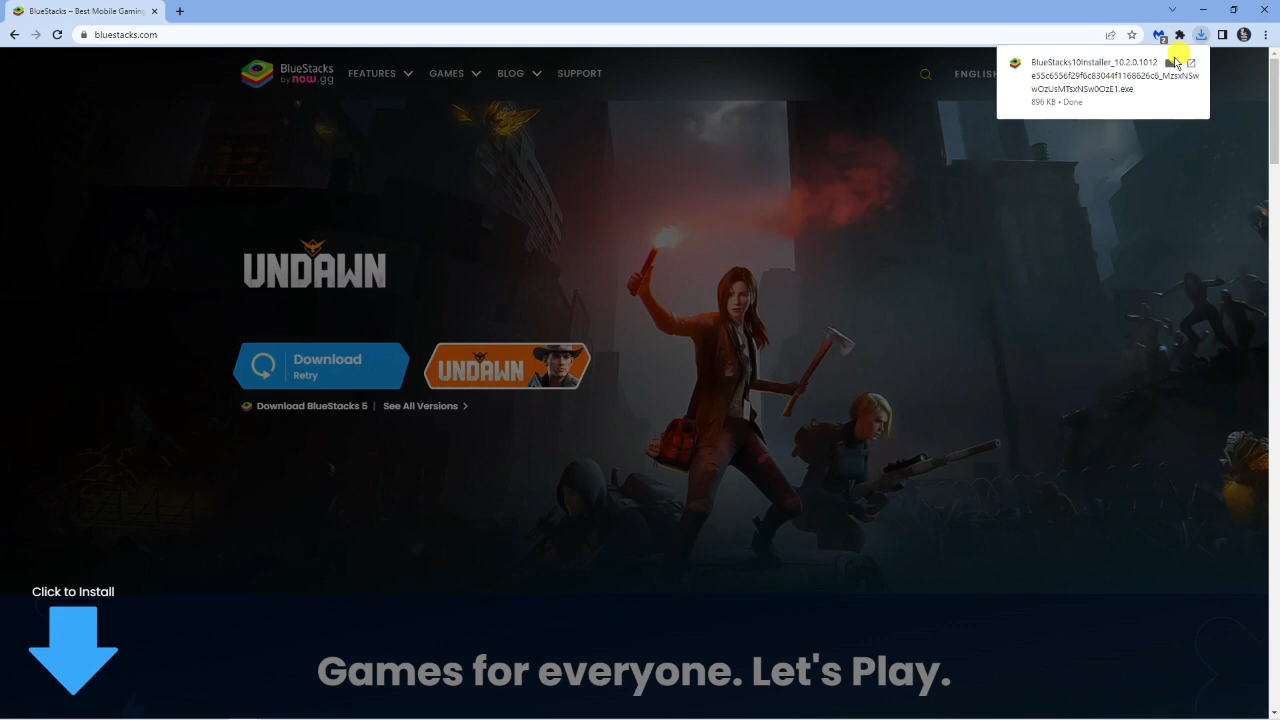 BlueStacks – Best Mobile Gaming
bluestacks.com
2
BlueStacks10Installer_10.2.0.1012
e55c6556f29f6c83044f1168626c6_MzsxNSw
wOzUsMTsxNSw0OzE1.exe
896 KB • Done
BlueStacks
by now.gg
FEATURES
GAMES
BLOG
SUPPORT
ENGLISH
UNDAWN
Download
Retry
UNDAWN
Download BlueStacks 5
See All Versions
Click to Install
Games for everyone. Let's Play.